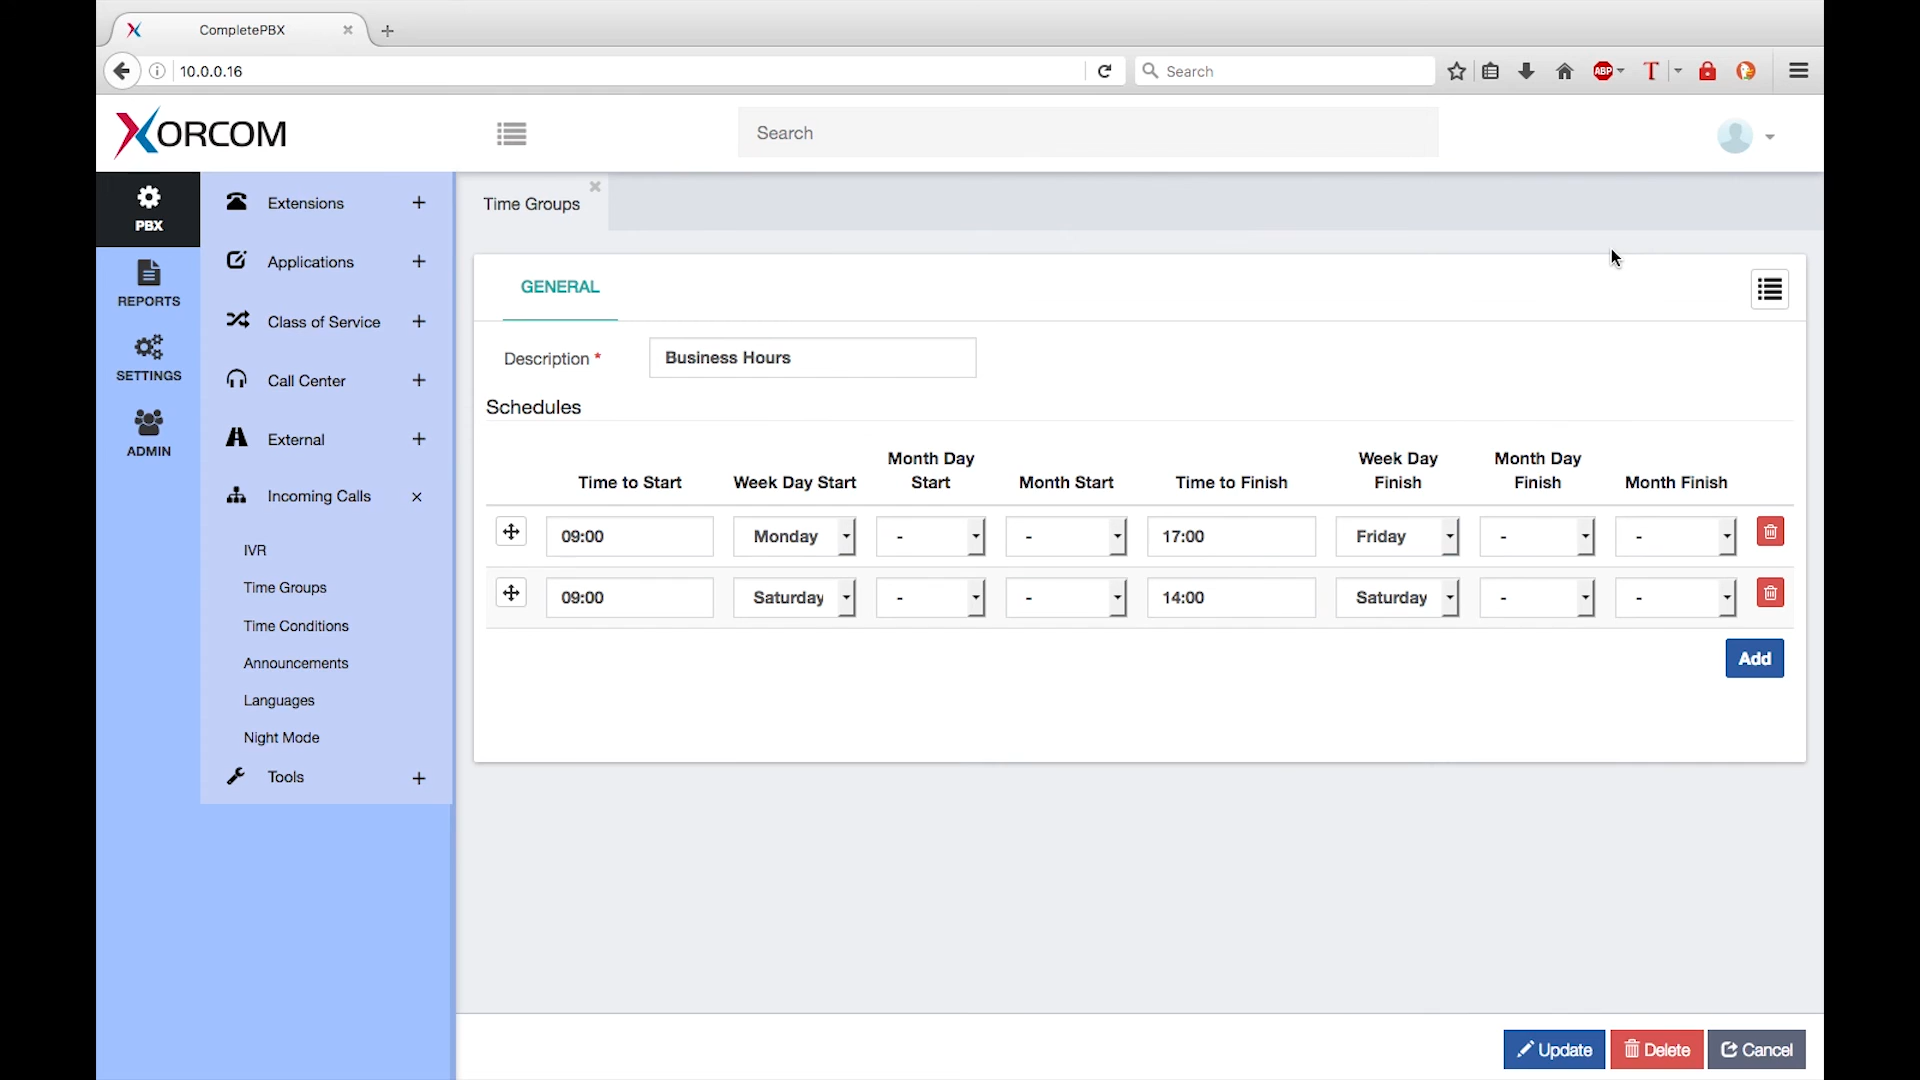 CompletePBX
10.0.0.16
Search
ABP
T
XORCOM
Search
PBX
REPORTS
SETTINGS
ADMIN
Extensions
Applications
Class of Service
Call Center
External
Incoming Calls
IVR
Time Groups
Time Conditions
Announcements
Languages
Night Mode
Tools
Time Groups
GENERAL
Description *
Business Hours
Schedules
Time to Start
Week Day Start
Month Day
Start
Month Start
Time to Finish
Week Day
Finish
Month Day
Finish
Month Finish
09:00 Monday - - 17:00 Friday - -
09:00 Saturday - - 14:00 Saturday - -
Add
Update Delete Cancel